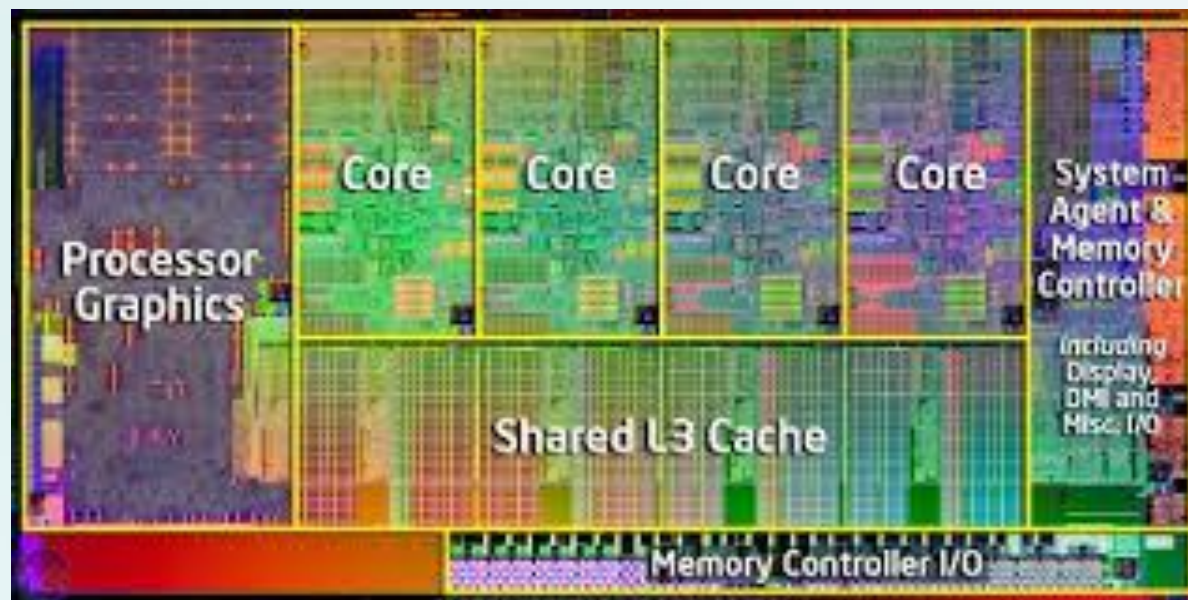 Processor
Graphics
Core
Core
Core
Core
System
Agent &
Memory
Controller
including
Display,
DMI and
Misc. I/O
Shared L3 Cache
Memory Controller I/O